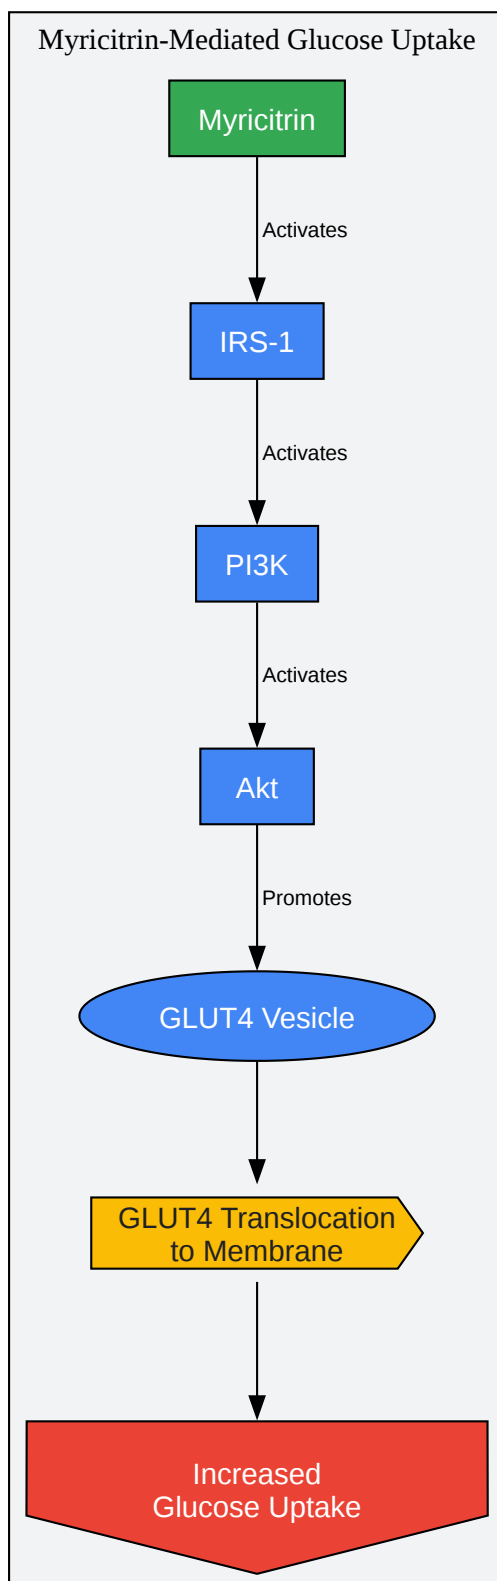 Myricitrin-Mediated Glucose Uptake
Myricitrin
Activates
IRS-1
Activates
PI3K
Activates
Akt
Promotes
GLUT4 Vesicle
GLUT4 Translocation
to Membrane
Increased
Glucose Uptake